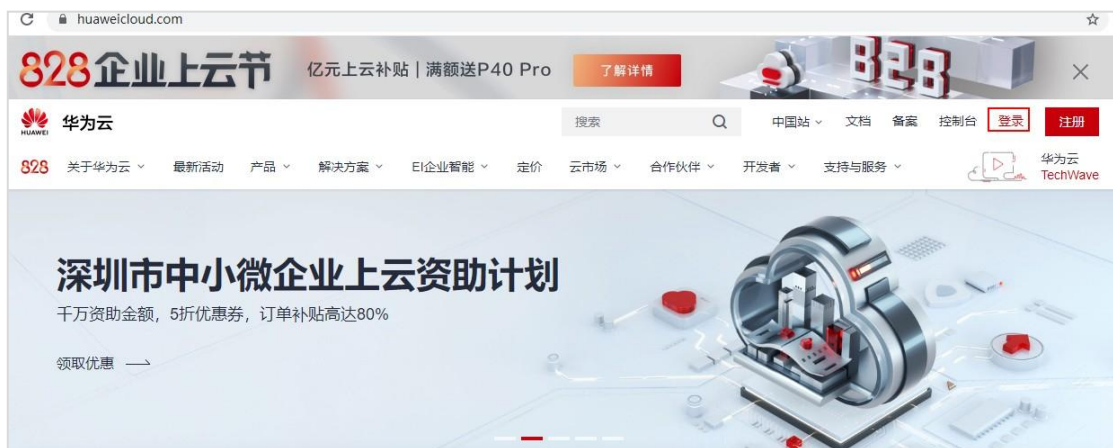 huaweicloud.com
828企业上云节 亿元上云补贴 | 满额送P40 Pro 了解详情
828
HUAWEI 华为云 搜索 中国站 文档 备案 控制台 登录 注册
828 关于华为云 最新活动 产品 解决方案 EI企业智能 定价 云市场 合作伙伴 开发者 支持与服务 华为云
TechWave
深圳市中小微企业上云资助计划
千万资助金额，5折优惠券，订单补贴高达80%
领取优惠